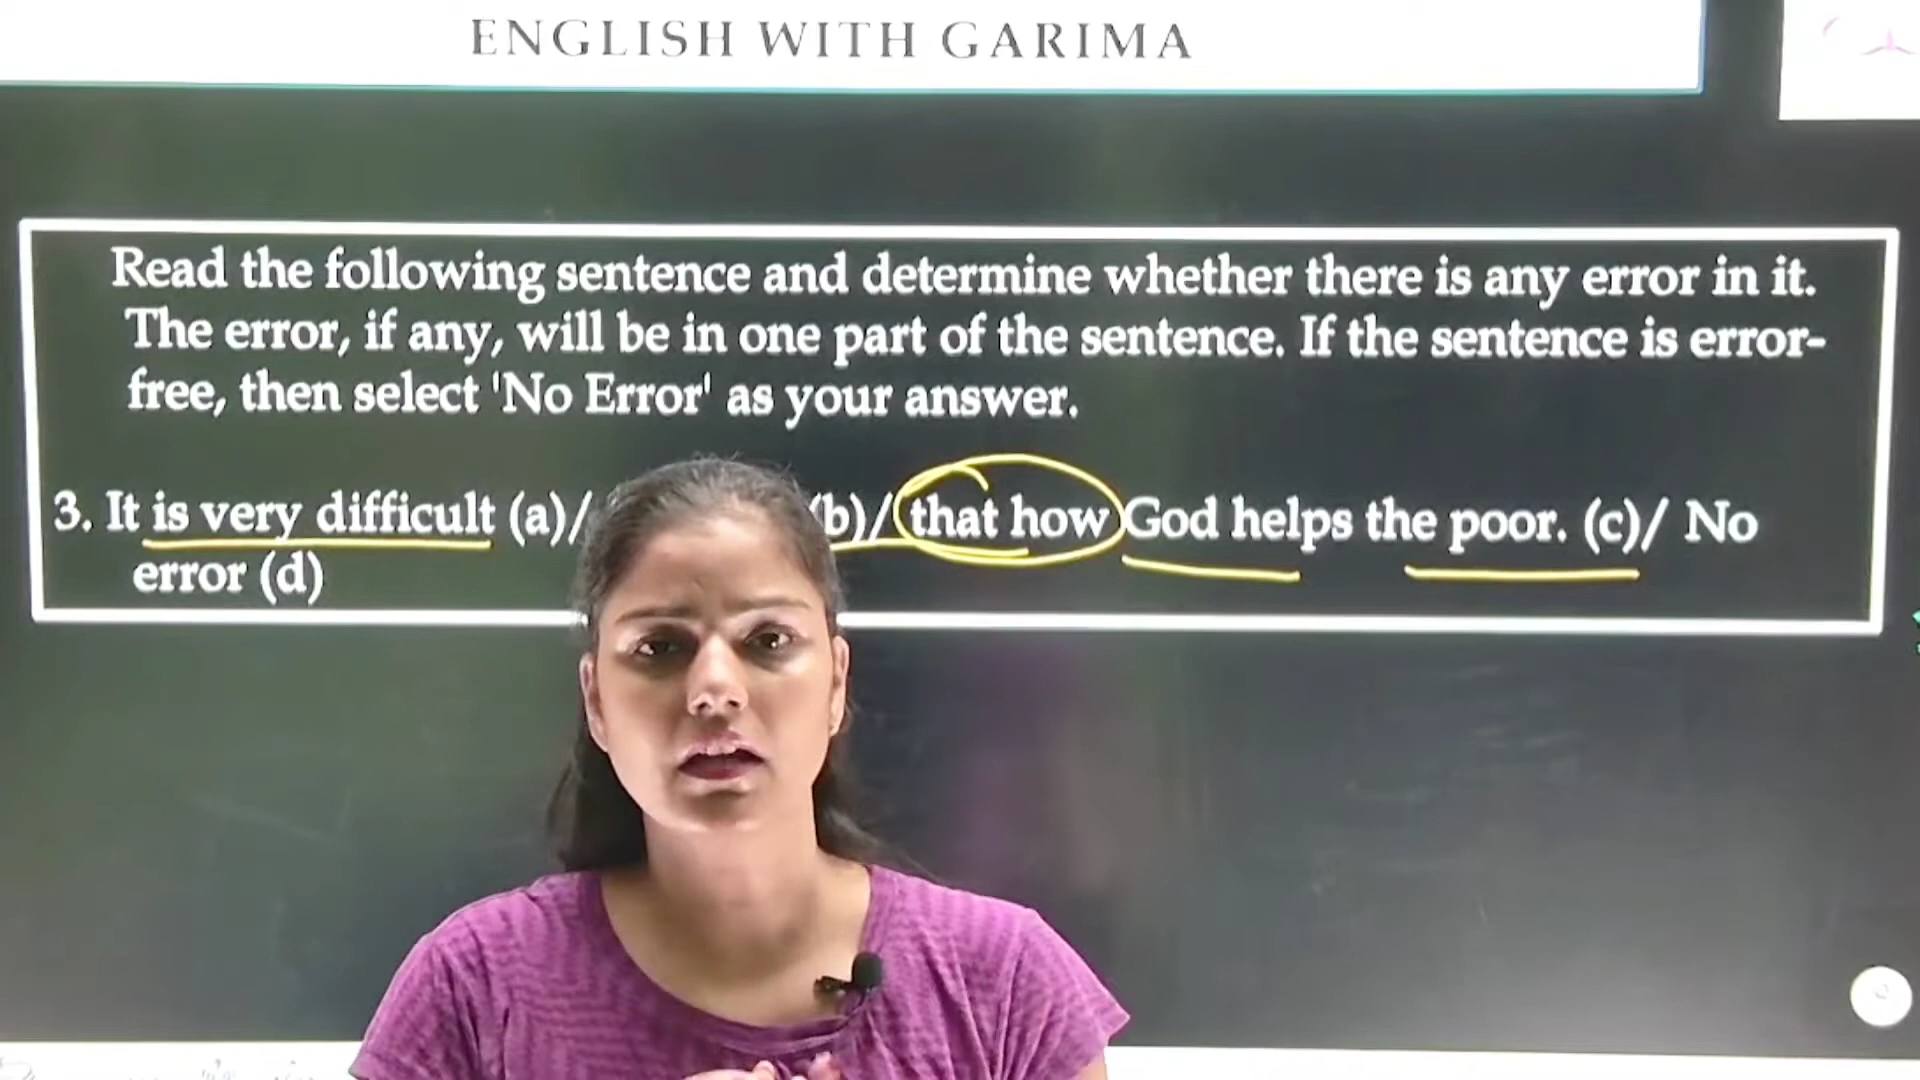 ENGLISH WITH GARIMA
Read the following sentence and determine whether there is any error in it.
The error, if any, will be in one part of the sentence. If the sentence is error-
free, then select 'No Error' as your answer.
3. It is very difficult (a)/ (b)/ that how God helps the poor. (c)/ No
error (d)